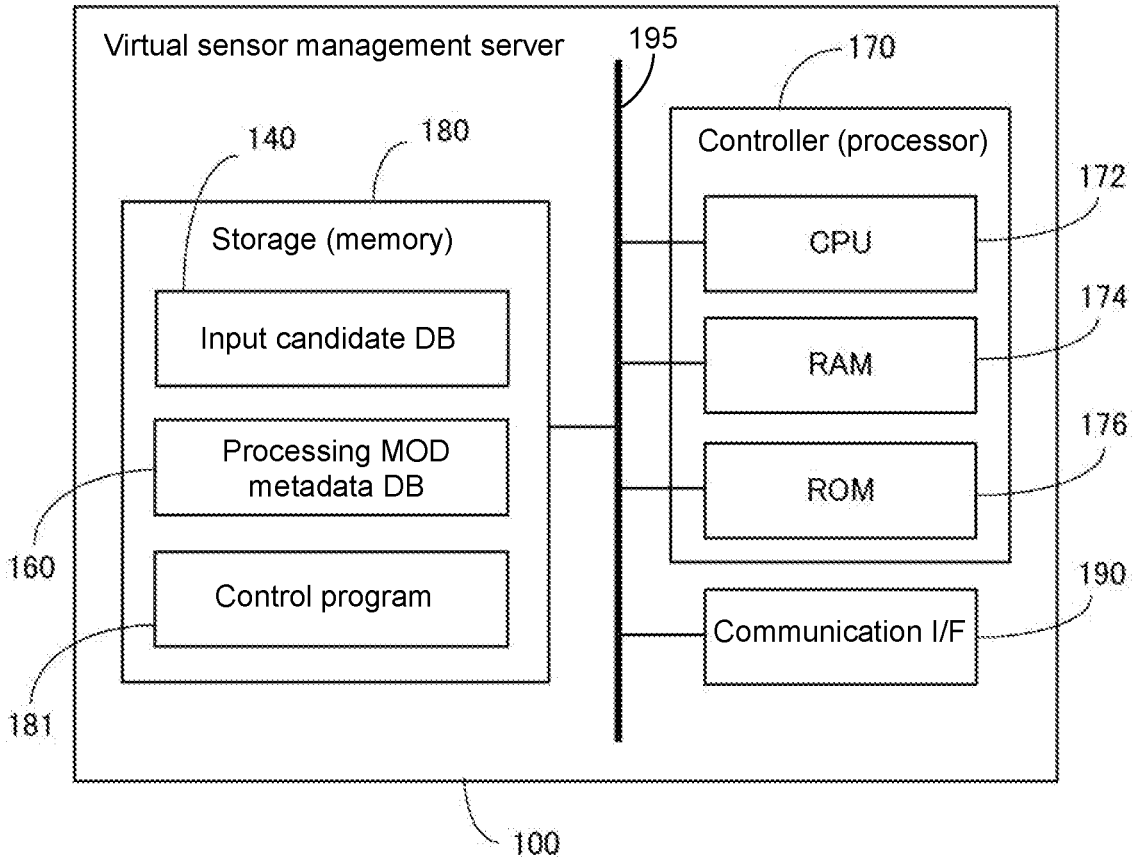 Virtual sensor management server
195
170
140
180
Controller (processor)
172
Storage (memory)
CPU
Input candidate DB
174
RAM
Processing MOD
metadata DB
176
ROM
160
190
Control program
Communication I/F
181
100